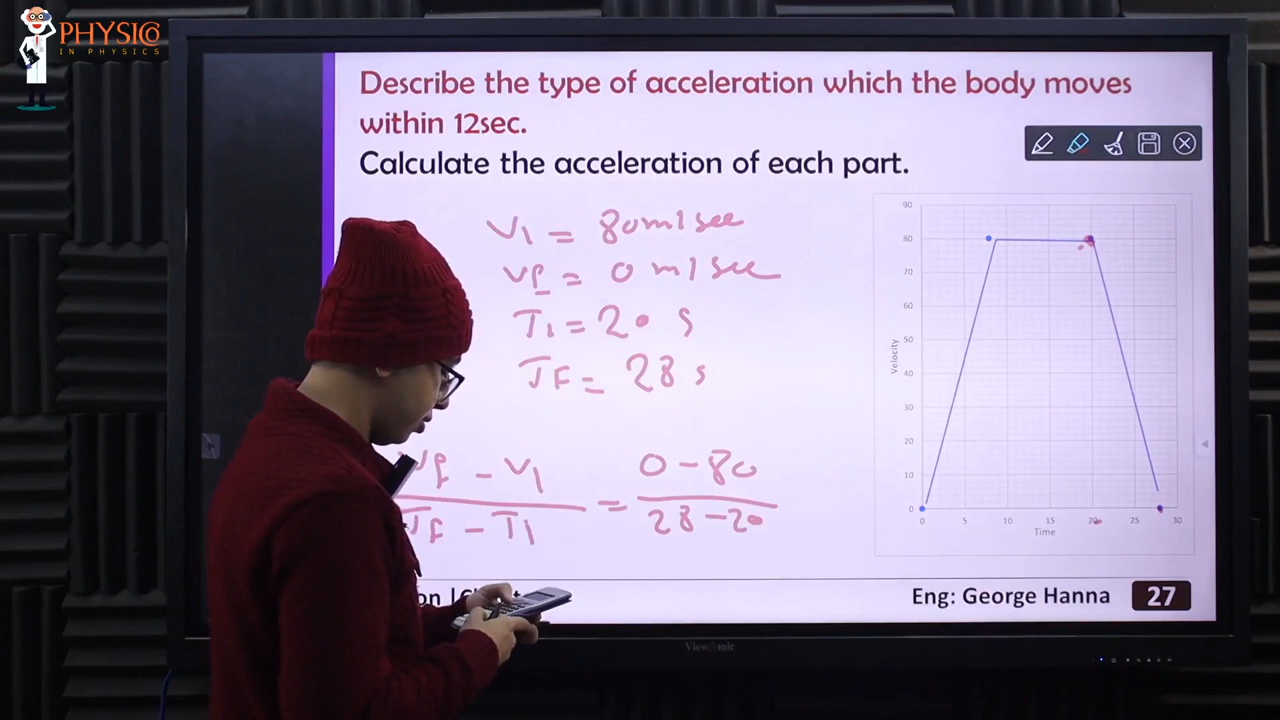 PHYSICO
IN PHYSICS
Describe the type of acceleration which the body moves
within 12sec.
Calculate the acceleration of each part.
V1 = 80m/sec
VF = 0 m/sec
T1 = 20 s
TF = 28 s
VF - V1
TF - T1
=
0 - 80
28 - 20
90
80
70
60
50
40
30
20
10
0
Velocity
0 5 10 15 20 25 30
Time
Eng: George Hanna 27
ViewSonic